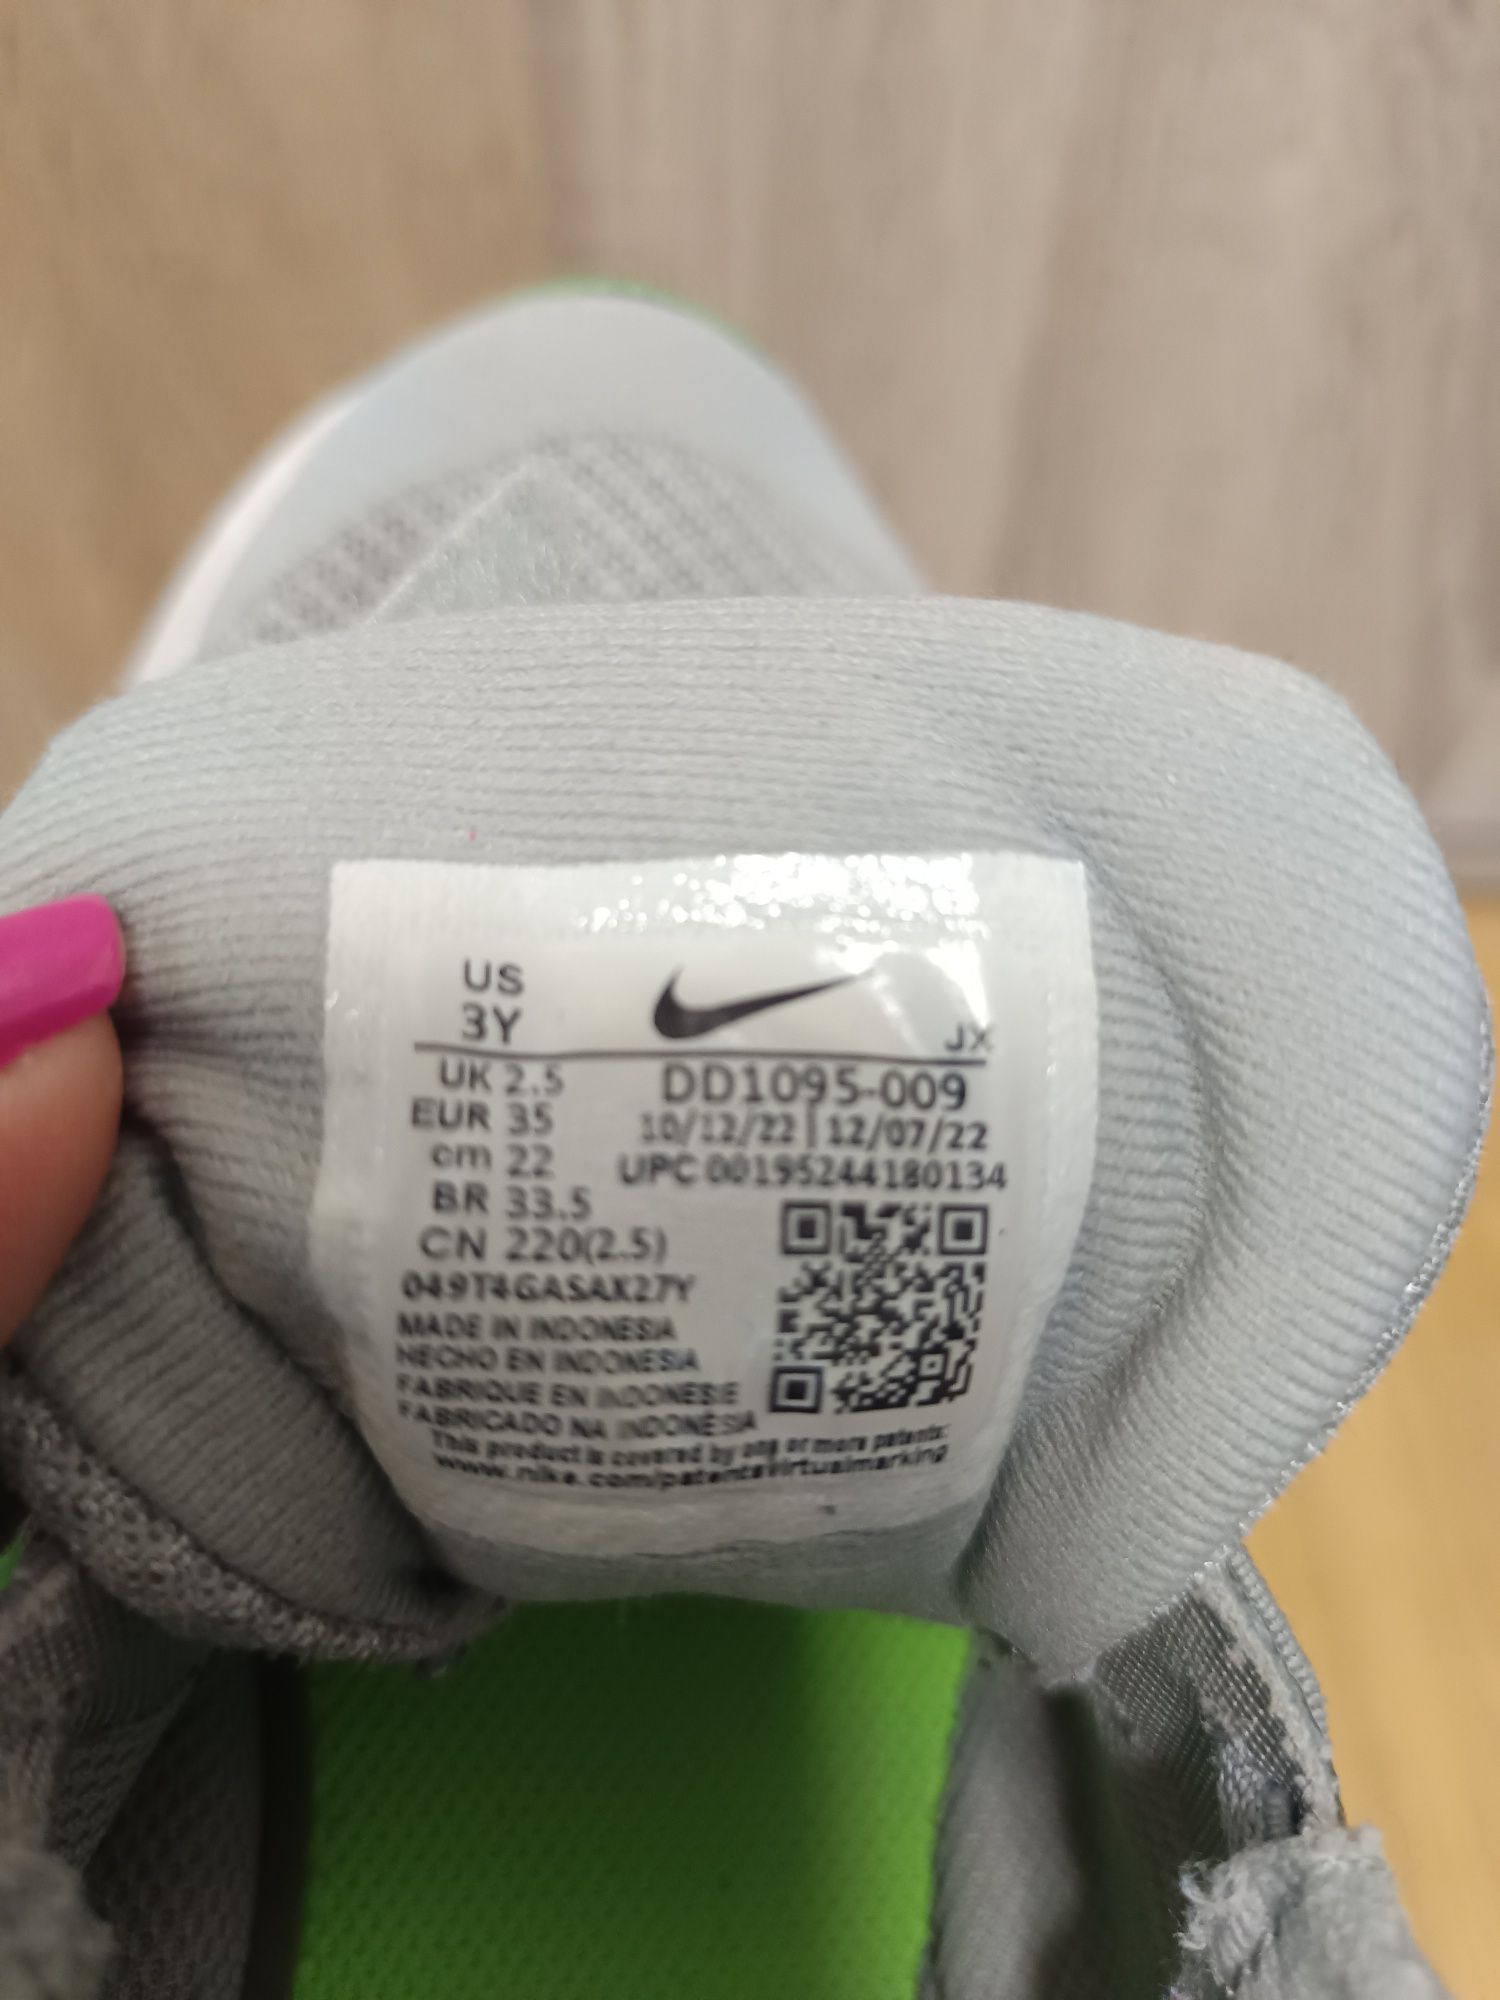 US
3Y
JX
UK 2.5
EUR 35
cm 22
BR 33.5
CN 220(2.5)
DD1095-009
10/12/22 | 12/07/22
UPC 00195244180134
049T4GASAX27Y
MADE IN INDONESIA
HECHO EN INDONESIA
FABRIQUE EN INDONESIE
FABRICADO NA INDONÉSIA
This product is covered by one or more patents:
www.nike.com/patentsvirtualmarking